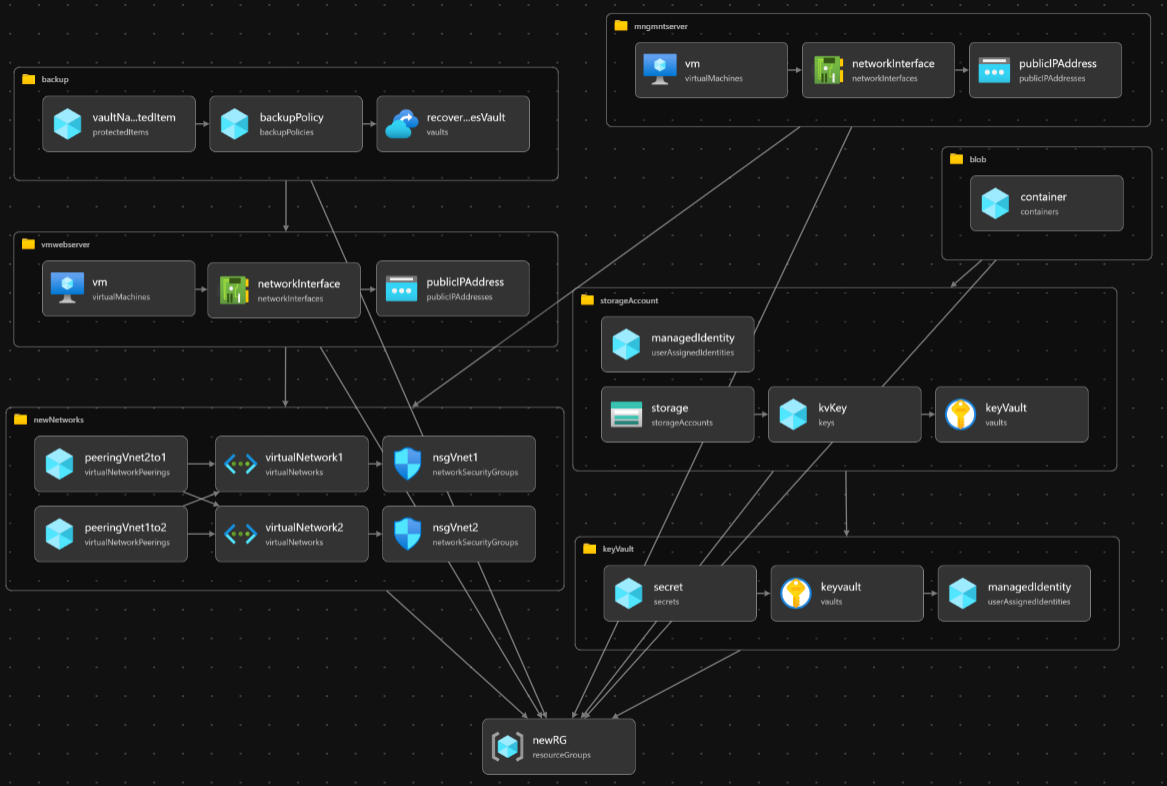 mngmntserver
vm
virtualMachines
networkInterface
networkInterfaces
publicIPAddress
publicIPAddresses
backup
vaultNa...tedItem
protectedItems
backupPolicy
backupPolicies
recover...esVault
vaults
blob
container
containers
vmwebserver
vm
virtualMachines
networkInterface
networkInterfaces
publicIPAddress
publicIPAddresses
storageAccount
managedIdentity
userAssignedIdentities
storage
storageAccounts
kvKey
keys
keyVault
vaults
newNetworks
peeringVnet2to1
virtualNetworkPeerings
virtualNetwork1
virtualNetworks
nsgVnet1
networkSecurityGroups
peeringVnet1to2
virtualNetworkPeerings
virtualNetwork2
virtualNetworks
nsgVnet2
networkSecurityGroups
keyVault
secret
secrets
keyvault
vaults
managedIdentity
userAssignedIdentities
newRG
resourceGroups